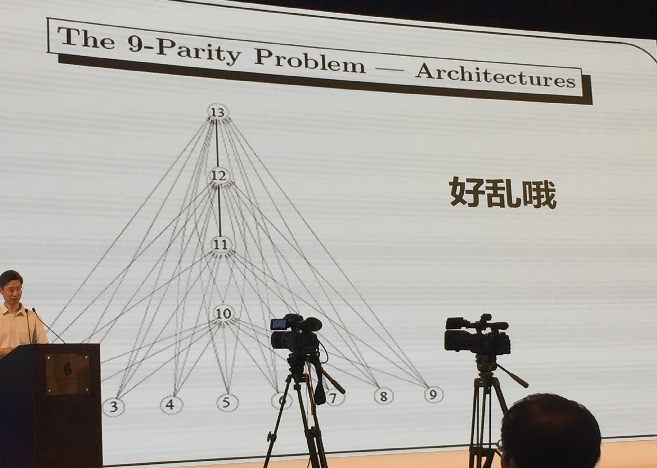 The 9-Parity Problem — Architectures
13
12
好乱哦
11
10
3 4 5 7 8 9